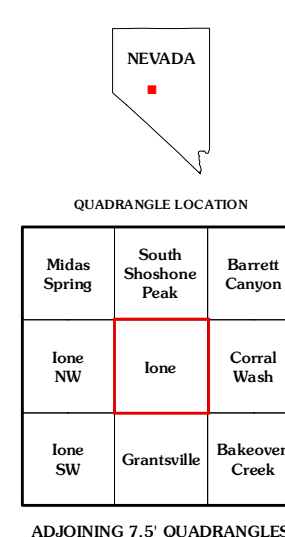 NEVADA
QUADRANGLE LOCATION
Midas
Spring
South
Shoshone
Peak
Barrett
Canyon
Ione
NW
Ione
Corral
Wash
Ione
SW
Grantsville
Bakeoven
Creek
ADJOINING 7.5' QUADRANGLES